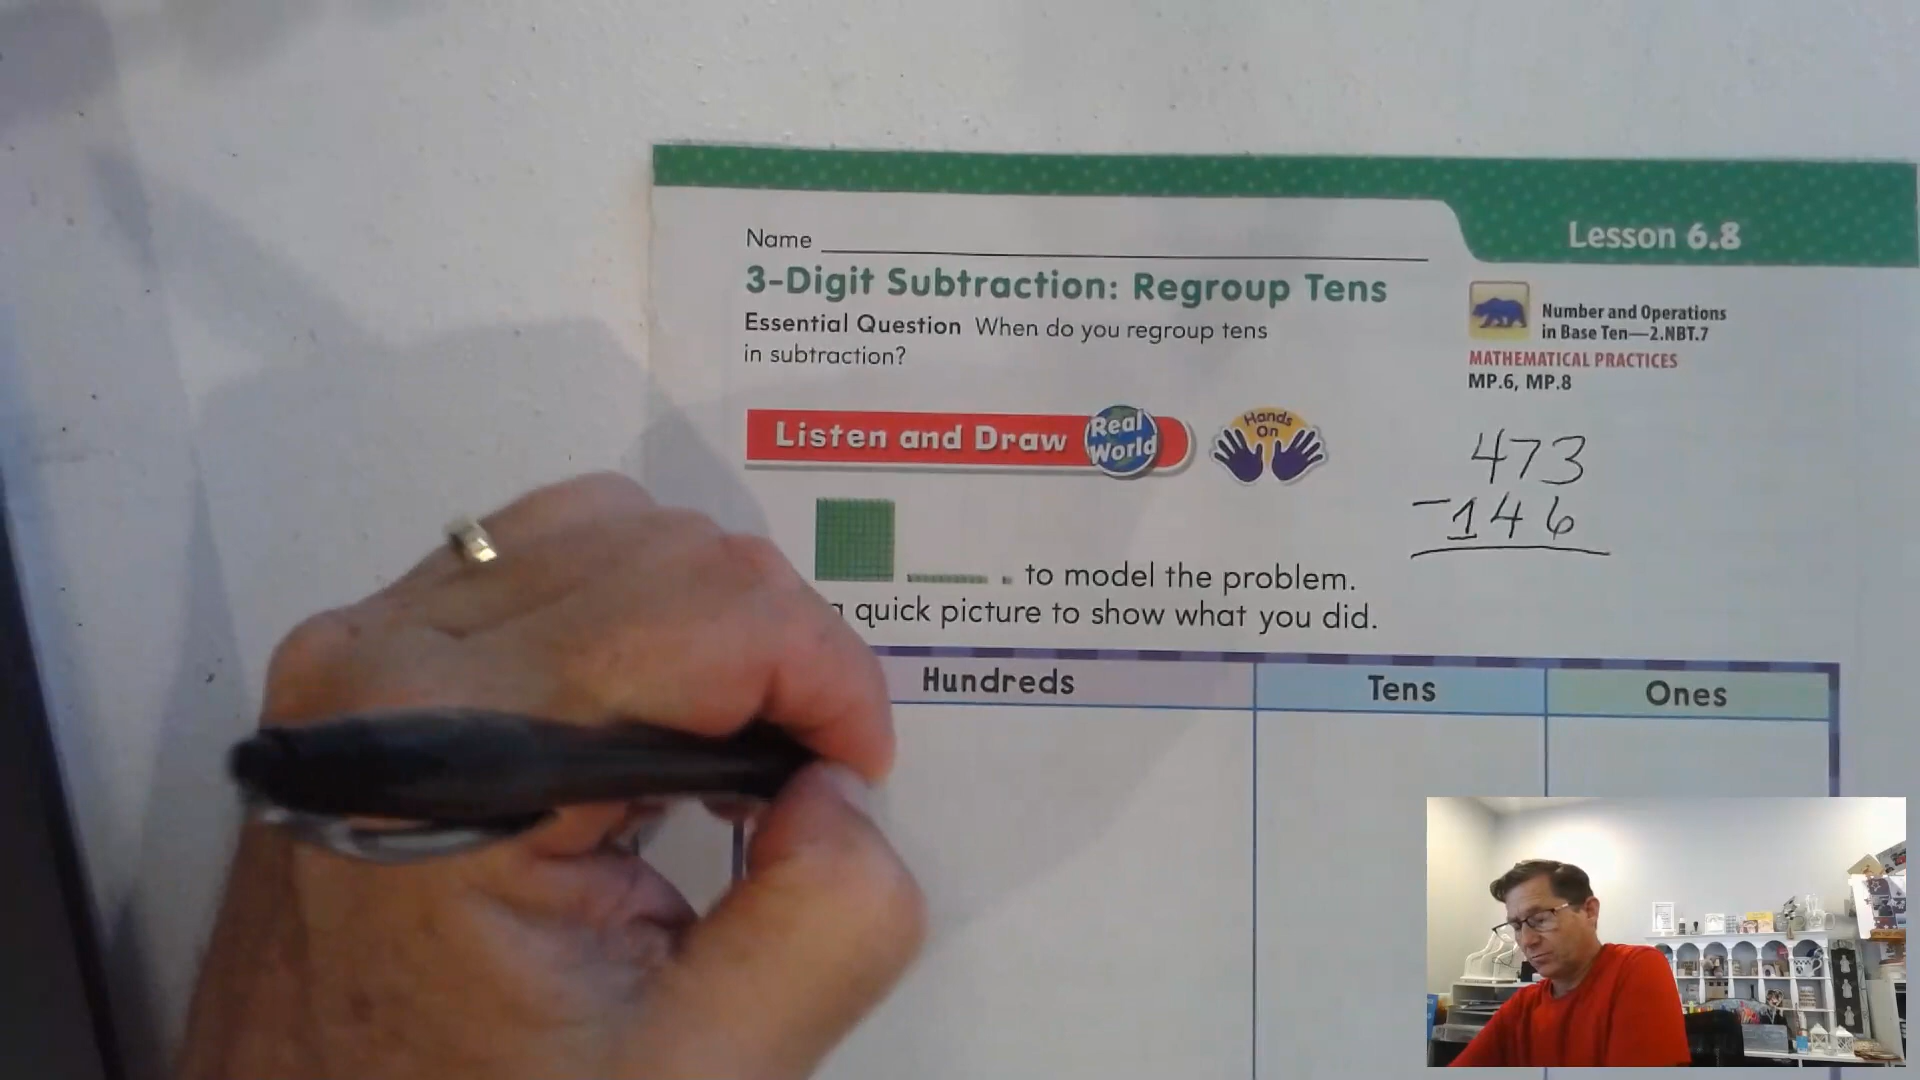 Lesson 6.8
Name
3-Digit Subtraction: Regroup Tens
Essential Question When do you regroup tens
in subtraction?
Number and Operations
in Base Ten—2.NBT.7
MATHEMATICAL PRACTICES
MP.6, MP.8
Listen and Draw
Real
World
Hands
On
473
- 146
to model the problem.
quick picture to show what you did.
Hundreds Tens Ones